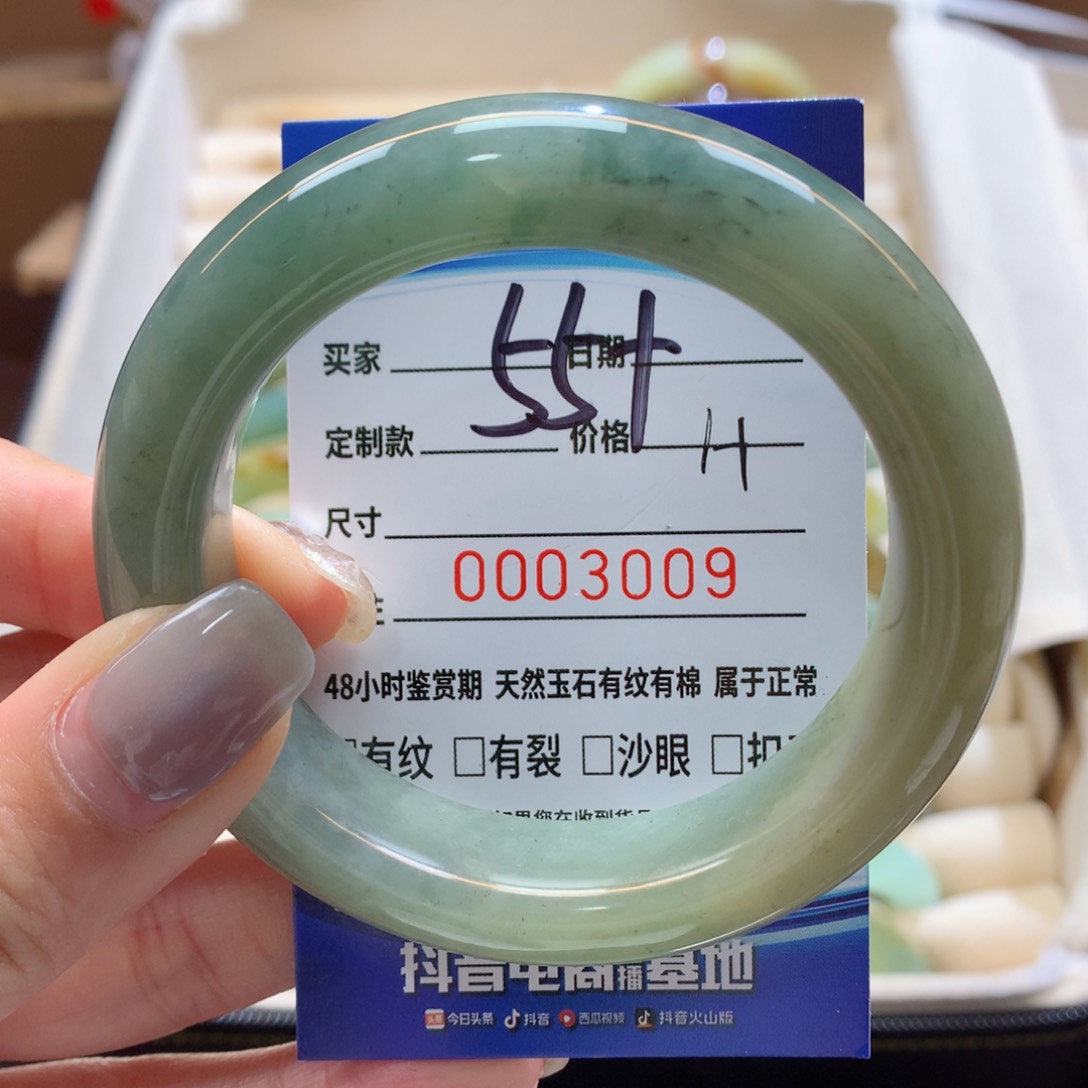 买家 日期
55+
定制款 价格
H
尺寸
0003009
48小时鉴赏期 天然玉石有纹有棉 属于正常
有纹 □有裂 □沙眼 □扣
抖音电商直播基地
头条 今日头条 抖音 西瓜视频 抖音火山版